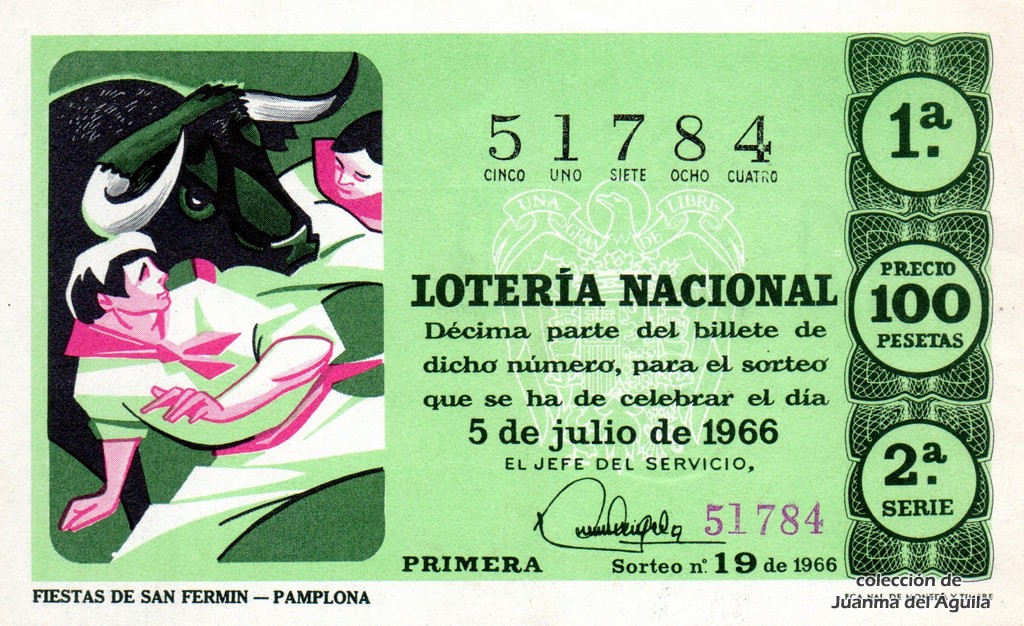 51784
CINCO UNO SIETE OCHO CUATRO
UNA GRANDE LIBRE
LOTERÍA NACIONAL
Décima parte del billete de
dicho número, para el sorteo
que se ha de celebrar el día
5 de julio de 1966
EL JEFE DEL SERVICIO,
51784
PRIMERA Sorteo n.º 19 de 1966
1.ª
PRECIO
100
PESETAS
2.ª
SERIE
FIESTAS DE SAN FERMIN — PAMPLONA
colección de
Juanma del Águila